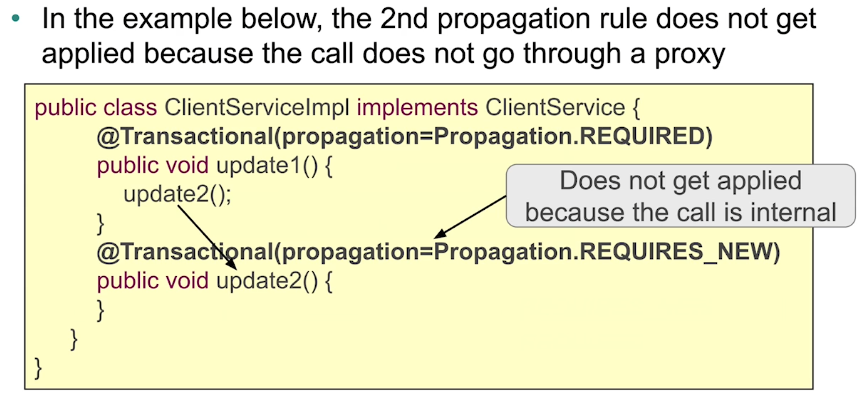 • In the example below, the 2nd propagation rule does not get
applied because the call does not go through a proxy
public class ClientServiceImpl implements ClientService {
@Transactional(propagation=Propagation.REQUIRED)
public void update1() {
update2();
}
Does not get applied
because the call is internal
@Transactional(propagation=Propagation.REQUIRES_NEW)
public void update2() {
}
}
}